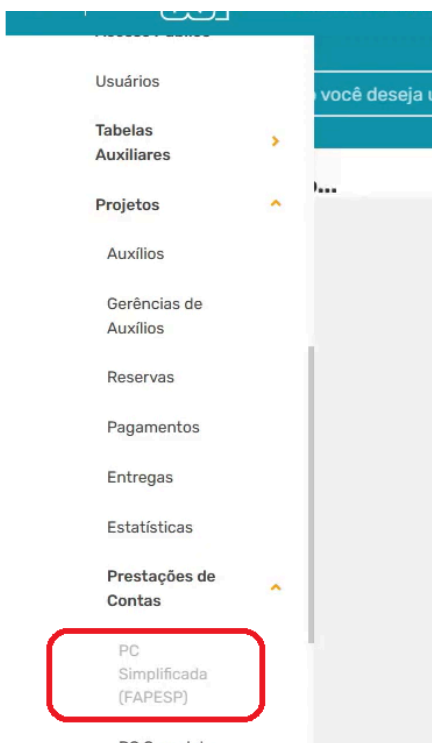 Usuários
você deseja
Tabelas
Auxiliares
Projetos
Auxílios
Gerências de
Auxílios
Reservas
Pagamentos
Entregas
Estatísticas
Prestações de
Contas
PC
Simplificada
(FAPESP)